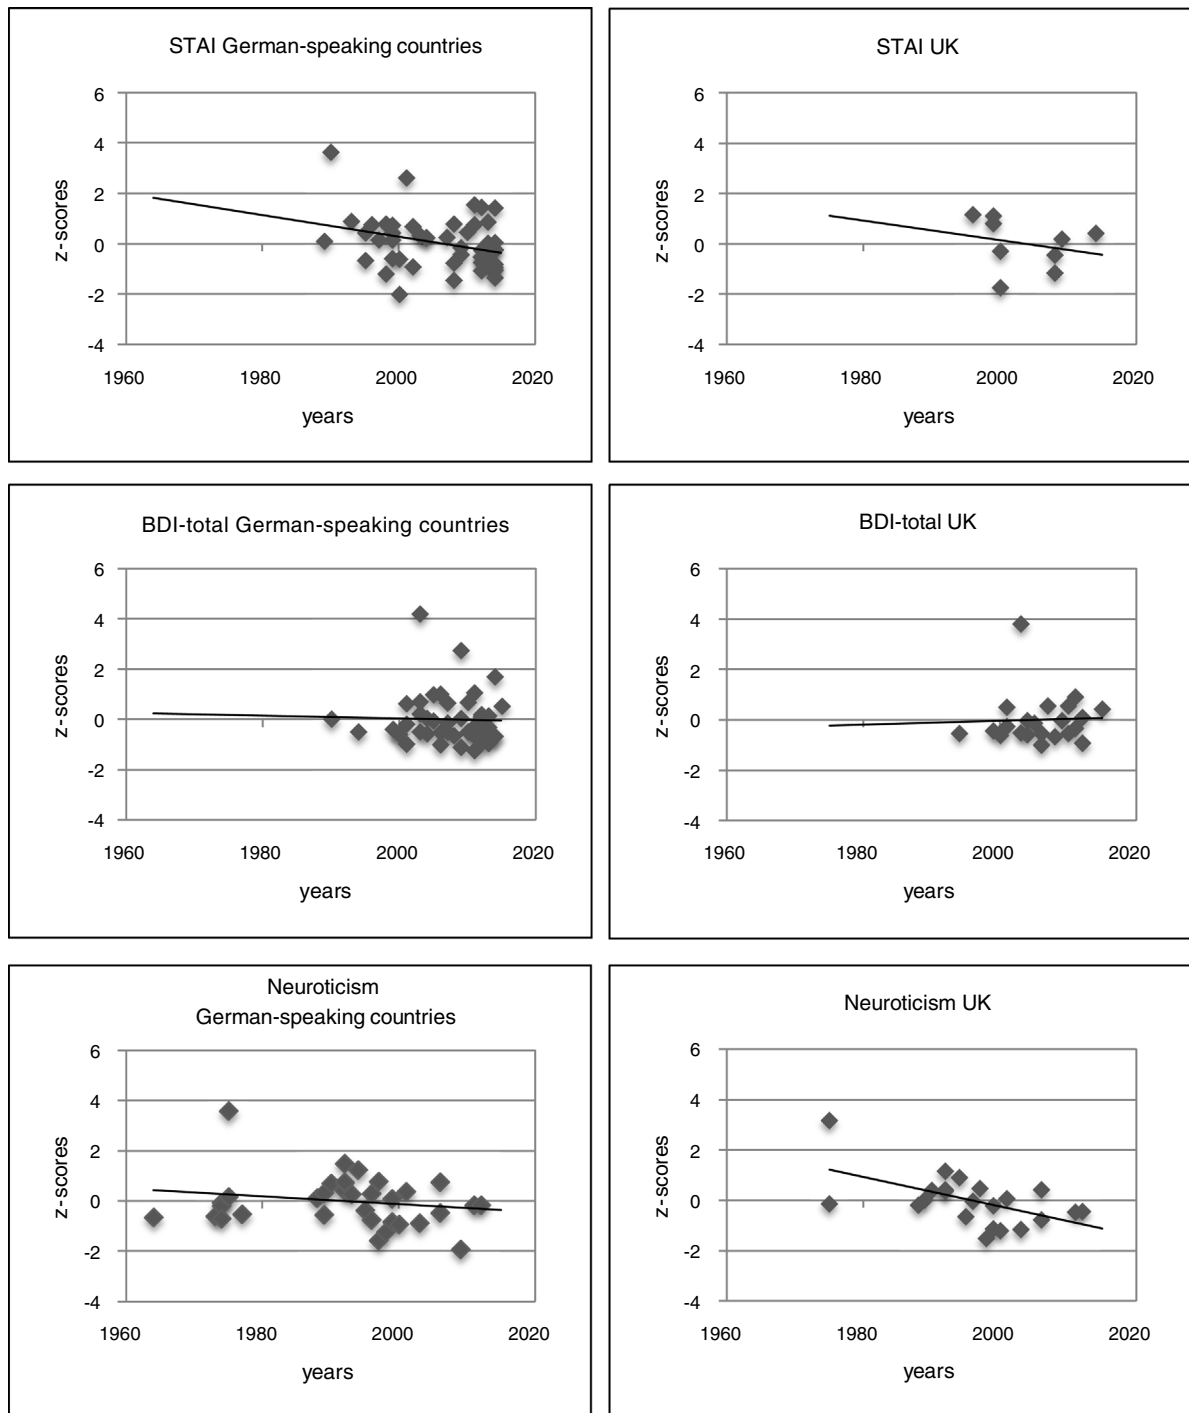 STAI German-speaking countries
6
4
2
0
-2
-4
z-scores
1960 1980 2000 2020
years
STAI UK
6
4
2
0
-2
-4
z-scores
1960 1980 2000 2020
years
BDI-total German-speaking countries
6
4
2
0
-2
-4
z-scores
1960 1980 2000 2020
years
BDI-total UK
6
4
2
0
-2
-4
z-scores
1960 1980 2000 2020
years
Neuroticism
German-speaking countries
6
4
2
0
-2
-4
z-scores
1960 1980 2000 2020
years
Neuroticism UK
6
4
2
0
-2
-4
z-scores
1960 1980 2000 2020
years